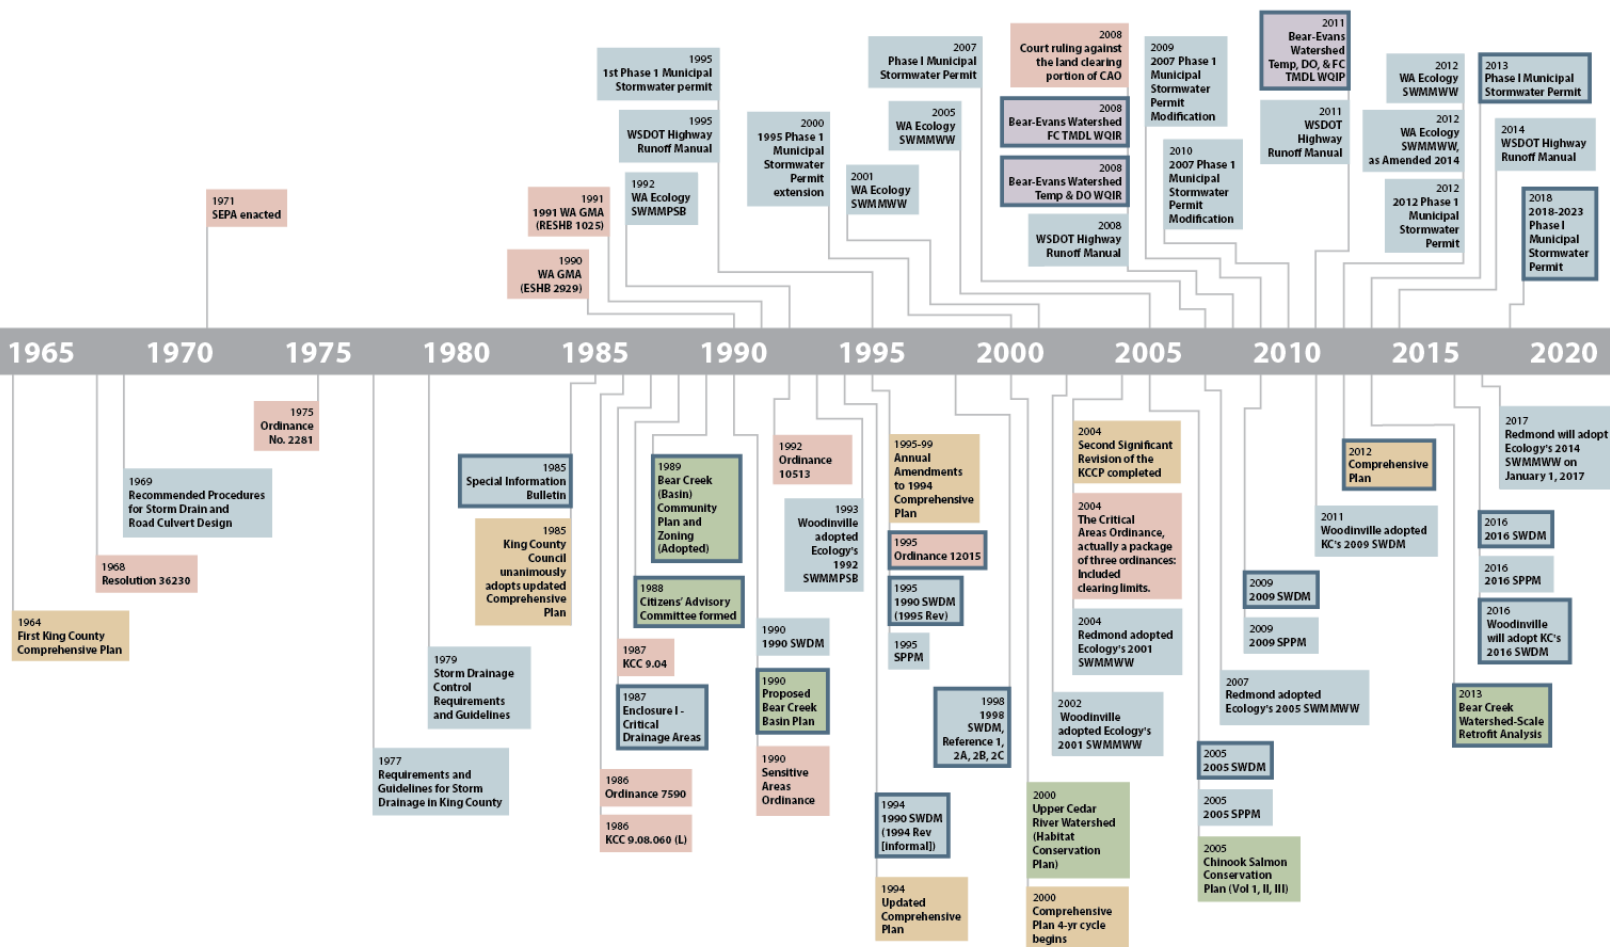 1995
1st Phase 1 Municipal
Stormwater permit
1995
WSDOT Highway
Runoff Manual
1992
WA Ecology
SWMMPSB
1971
SEPA enacted
1991
1991 WA GMA
(RESHB 1025)
1990
WA GMA
(ESHB 2929)
2000
1995 Phase 1
Municipal
Stormwater
Permit
extension
2007
Phase I Municipal
Stormwater Permit
2005
WA Ecology
SWMMWW
2001
WA Ecology
SWMMWW
2008
Court ruling against
the land clearing
portion of CAO
2008
Bear-Evans Watershed
FC TMDL WQIR
2008
Bear-Evans Watershed
Temp & DO WQIR
2008
WSDOT Highway
Runoff Manual
2009
2007 Phase 1
Municipal
Stormwater
Permit
Modification
2010
2007 Phase 1
Municipal
Stormwater
Permit
Modification
2011
Bear-Evans
Watershed
Temp, DO, & FC
TMDL WQIP
2011
WSDOT
Highway
Runoff Manual
2012
WA Ecology
SWMMWW
2012
WA Ecology
SWMMWW,
as Amended 2014
2012
2012 Phase 1
Municipal
Stormwater
Permit
2013
Phase I Municipal
Stormwater Permit
2014
WSDOT Highway
Runoff Manual
2018
2018-2023
Phase I
Municipal
Stormwater
Permit
1965 1970 1975 1980 1985 1990 1995 2000 2005 2010 2015 2020
1975
Ordinance
No. 2281
1969
Recommended Procedures
for Storm Drain and
Road Culvert Design
1968
Resolution 36230
1964
First King County
Comprehensive Plan
1985
Special Information
Bulletin
1985
King County
Council
unanimously
adopts updated
Comprehensive
Plan
1979
Storm Drainage
Control
Requirements
and Guidelines
1977
Requirements and
Guidelines for Storm
Drainage in King County
1989
Bear Creek
(Basin)
Community
Plan and
Zoning
(Adopted)
1988
Citizens' Advisory
Committee formed
1987
KCC 9.04
1987
Enclosure I -
Critical
Drainage Areas
1986
Ordinance 7590
1986
KCC 9.08.060 (L)
1992
Ordinance
10513
1993
Woodinville
adopted
Ecology's
1992
SWMMPSB
1990
1990 SWDM
1990
Proposed
Bear Creek
Basin Plan
1990
Sensitive
Areas
Ordinance
1995-99
Annual
Amendments
to 1994
Comprehensive
Plan
1995
Ordinance 12015
1995
1990 SWDM
(1995 Rev)
1995
SPPM
1998
1998
SWDM,
Reference 1,
2A, 2B, 2C
1994
1990 SWDM
(1994 Rev
[informal])
1994
Updated
Comprehensive
Plan
2004
Second Significant
Revision of the
KCCP completed
2004
The Critical
Areas Ordinance,
actually a package
of three ordinances:
Included
clearing limits.
2004
Redmond adopted
Ecology's 2001
SWMMWW
2002
Woodinville
adopted Ecology's
2001 SWMMWW
2000
Upper Cedar
River Watershed
(Habitat
Conservation
Plan)
2000
Comprehensive
Plan 4-yr cycle
begins
2009
2009 SWDM
2009
2009 SPPM
2007
Redmond adopted
Ecology's 2005 SWMMWW
2005
2005 SWDM
2005
2005 SPPM
2005
Chinook Salmon
Conservation
Plan (Vol 1, II, III)
2012
Comprehensive
Plan
2011
Woodinville adopted
KC's 2009 SWDM
2017
Redmond will adopt
Ecology's 2014
SWMMWW on
January 1, 2017
2016
2016 SWDM
2016
2016 SPPM
2016
Woodinville
will adopt KC's
2016 SWDM
2013
Bear Creek
Watershed-Scale
Retrofit Analysis